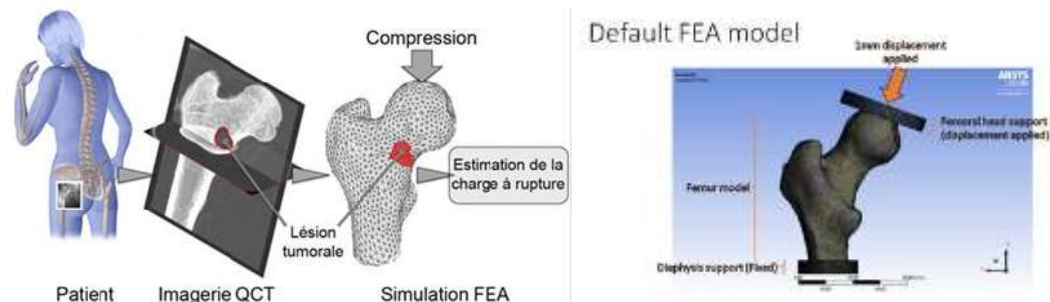 Compression
Estimation de la
charge à rupture
Lésion
tumorale
Patient
Imagerie QCT
Simulation FEA
Default FEA model
1mm displacement
applied
ANSYS
Femoral head support
(displacement applied)
Femur model
Diaphysis support (Fixed)